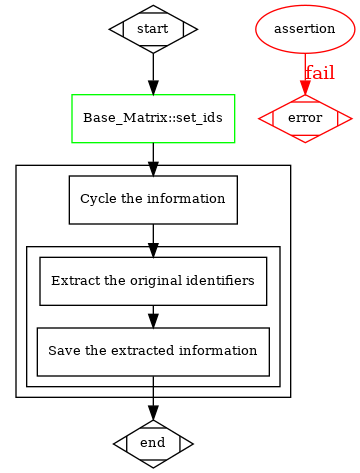 start
assertion
fail
Base_Matrix::set_ids
error
Cycle the information
Extract the original identifiers
Save the extracted information
end